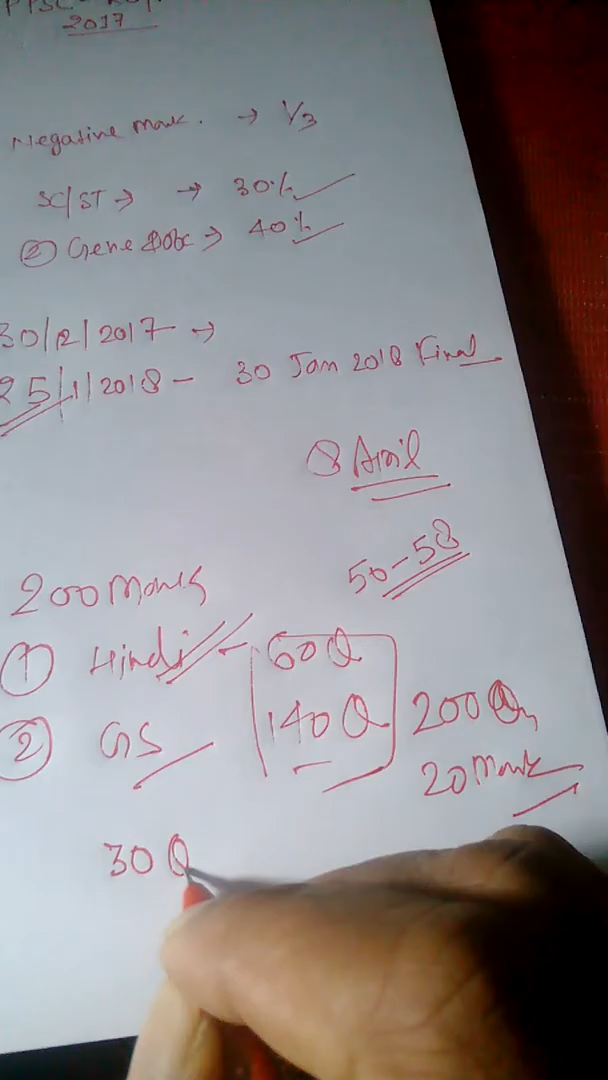 2017
Negative mark. → 1/3
SC/ST → → 30%
② Gene &Obc → 40%
30/12/2017 →
25/1/2018 - 30 Jan 2018 Final
8 April
50-58
200 Marks
① Hindi - 60 Q
② GS 140 Q 200 Q,
20 Mark
30 Q